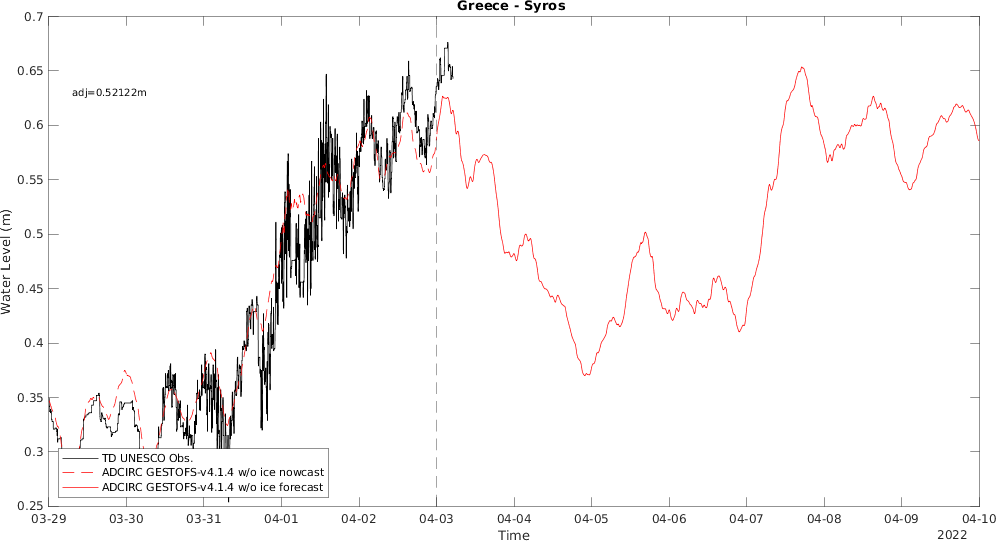 Greece - Syros
0.7
0.65
0.6
0.55
0.5
0.45
0.4
0.35
0.3
0.25
Water Level (m)
adj=0.52122m
TD UNESCO Obs.
ADCIRC GESTOFS-v4.1.4 w/o ice nowcast
ADCIRC GESTOFS-v4.1.4 w/o ice forecast
03-29 03-30 03-31 04-01 04-02 04-03 04-04 04-05 04-06 04-07 04-08 04-09 04-10
Time
2022